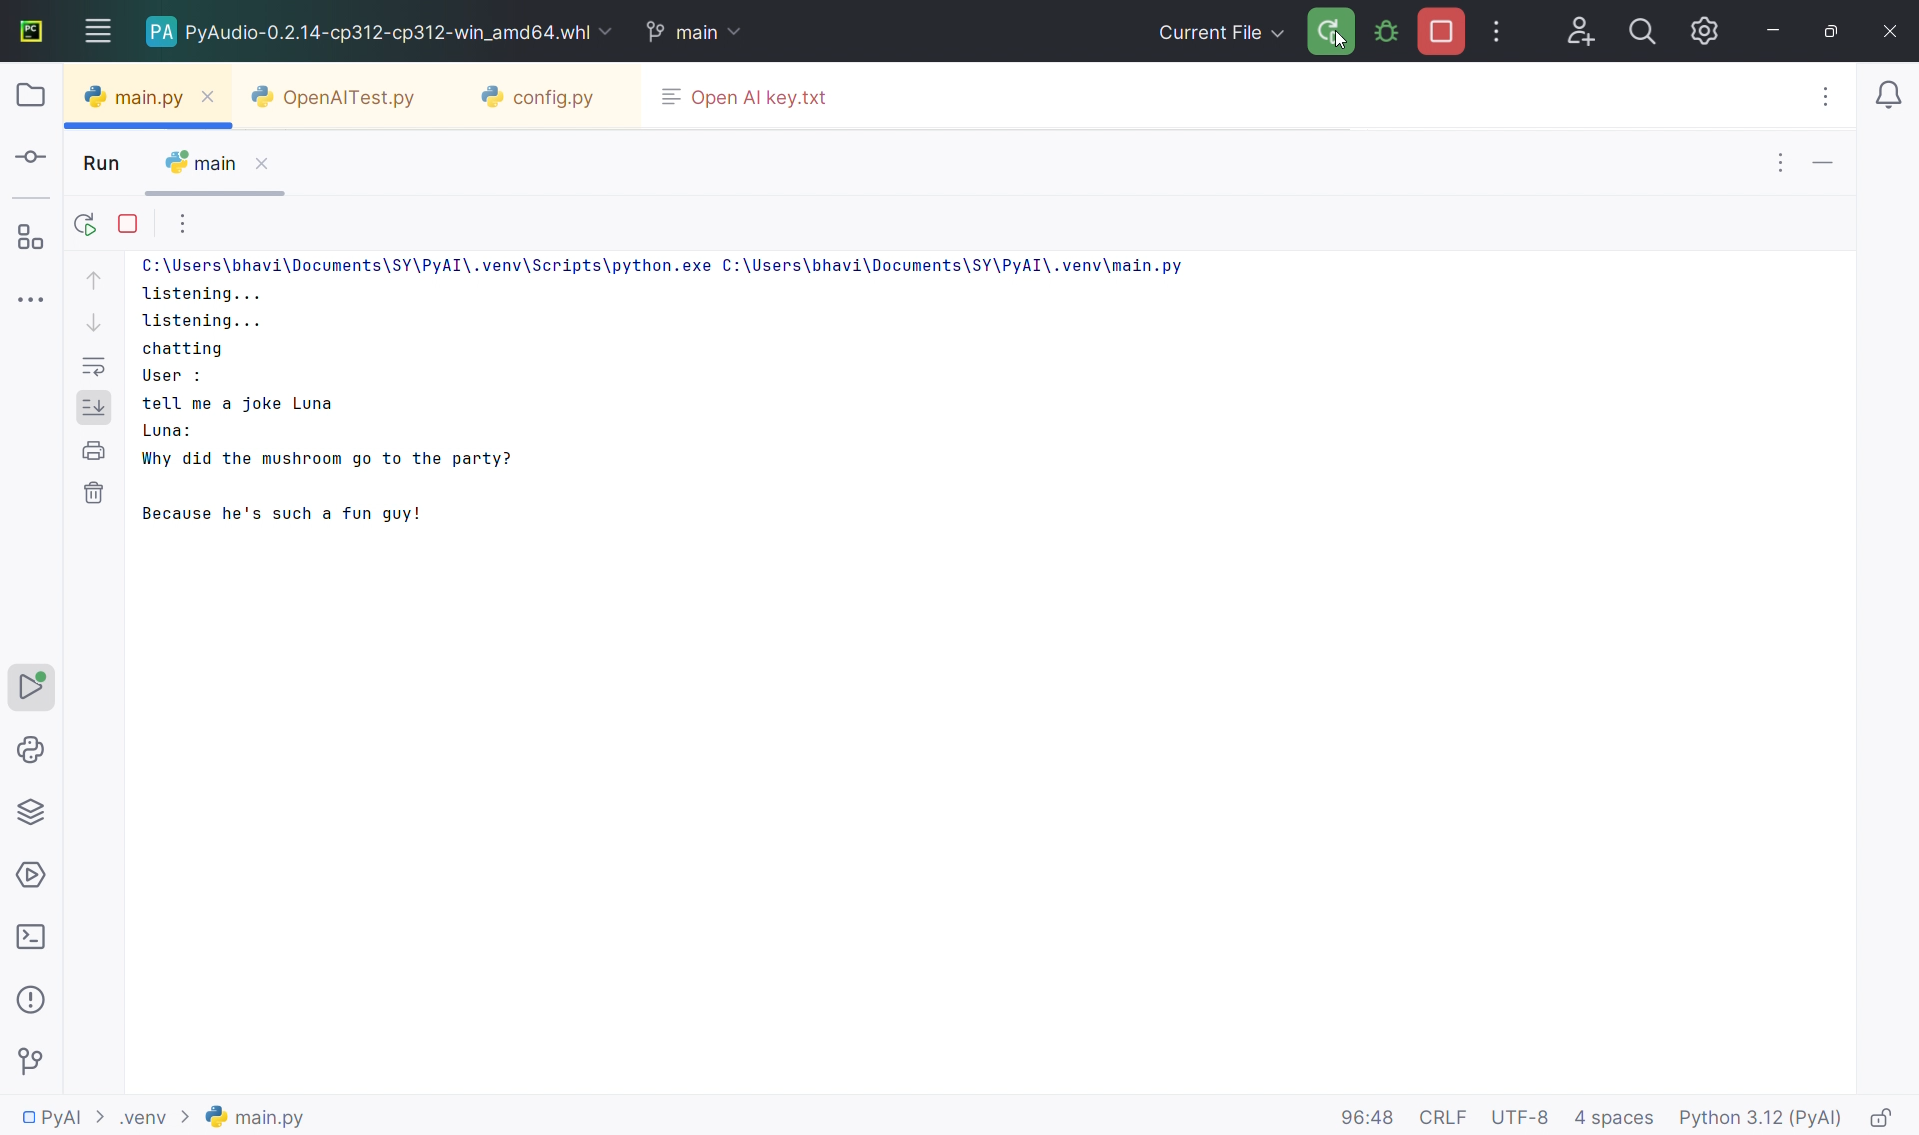 PC
PA PyAudio-0.2.14-cp312-cp312-win_amd64.whl main Current File
main.py OpenAITest.py config.py Open AI key.txt
Run main
C:\Users\bhavi\Documents\SY\PyAI\.venv\Scripts\python.exe C:\Users\bhavi\Documents\SY\PyAI\.venv\main.py
listening...
listening...
chatting
User :
tell me a joke Luna
Luna:
Why did the mushroom go to the party?
Because he's such a fun guy!
PyAI > .venv > main.py 96:48 CRLF UTF-8 4 spaces Python 3.12 (PyAI)